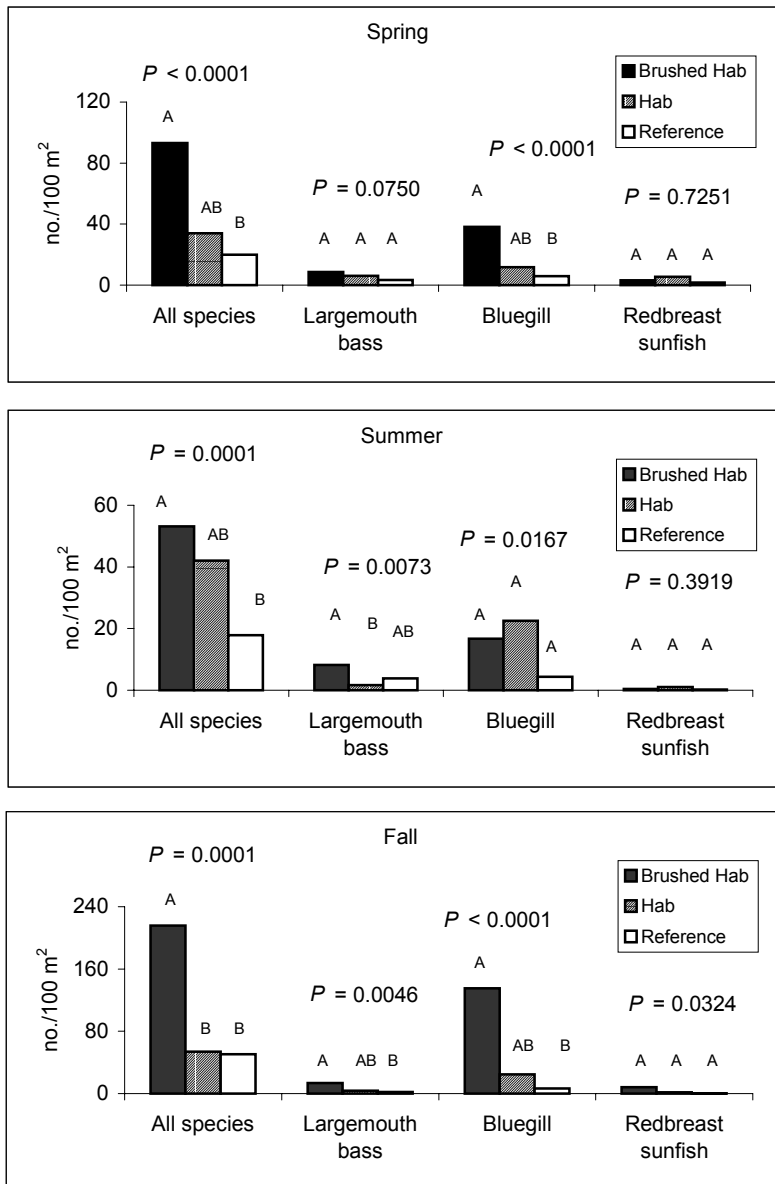 Spring
P < 0.0001
Brushed Hab
Hab
Reference
120
80
40
0
no./100 m²
A
AB
B
P = 0.0750
A A A
P < 0.0001
A
AB
B
P = 0.7251
A A A
All species
Largemouth
bass
Bluegill
Redbreast
sunfish
Summer
P = 0.0001
Brushed Hab
Hab
Reference
60
40
20
0
no./100 m²
A
AB
B
P = 0.0073
A
B
AB
P = 0.0167
A
A
A
P = 0.3919
A A A
All species
Largemouth
bass
Bluegill
Redbreast
sunfish
Fall
P = 0.0001
Brushed Hab
Hab
Reference
240
160
80
0
no./100 m²
A
B B
P = 0.0046
A AB B
P < 0.0001
A
AB B
P = 0.0324
A A A
All species
Largemouth
bass
Bluegill
Redbreast
sunfish